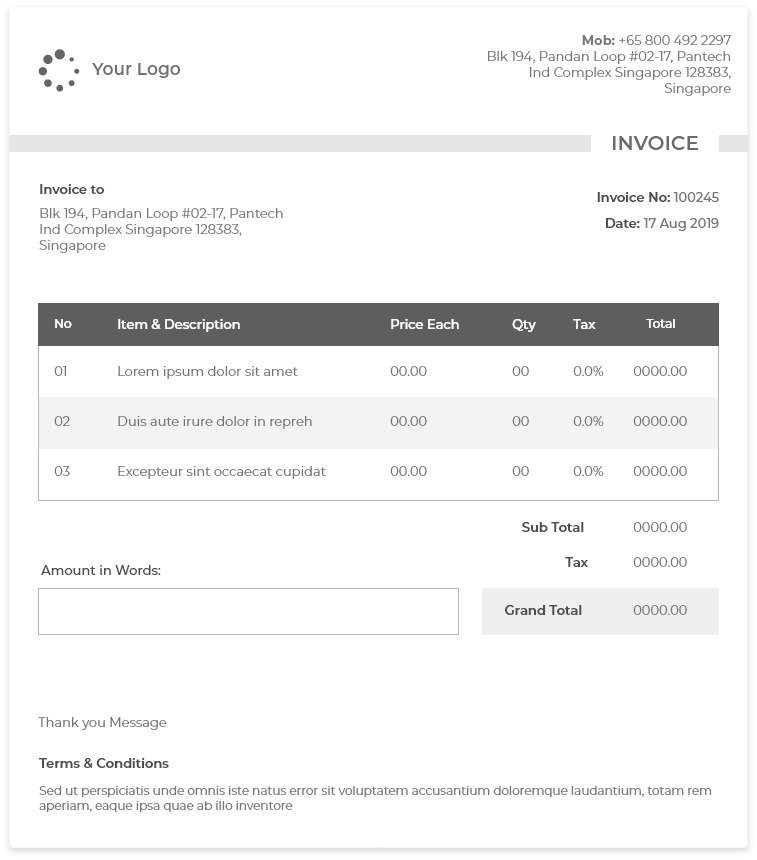 Your Logo
Mob: +65 800 492 2297
Blk 194, Pandan Loop #02-17, Pantech
Ind Complex Singapore 128383,
Singapore
INVOICE
Invoice to
Blk 194, Pandan Loop #02-17, Pantech
Ind Complex Singapore 128383,
Singapore
Invoice No: 100245
Date: 17 Aug 2019
No Item & Description Price Each Qty Tax Total
01 Lorem ipsum dolor sit amet 00.00 00 0.0% 0000.00
02 Duis aute irure dolor in repreh 00.00 00 0.0% 0000.00
03 Excepteur sint occaecat cupidat 00.00 00 0.0% 0000.00
Sub Total 0000.00
Tax 0000.00
Amount in Words:
Grand Total 0000.00
Thank you Message
Terms & Conditions
Sed ut perspiciatis unde omnis iste natus error sit voluptatem accusantium doloremque laudantium, totam rem
aperiam, eaque ipsa quae ab illo inventore